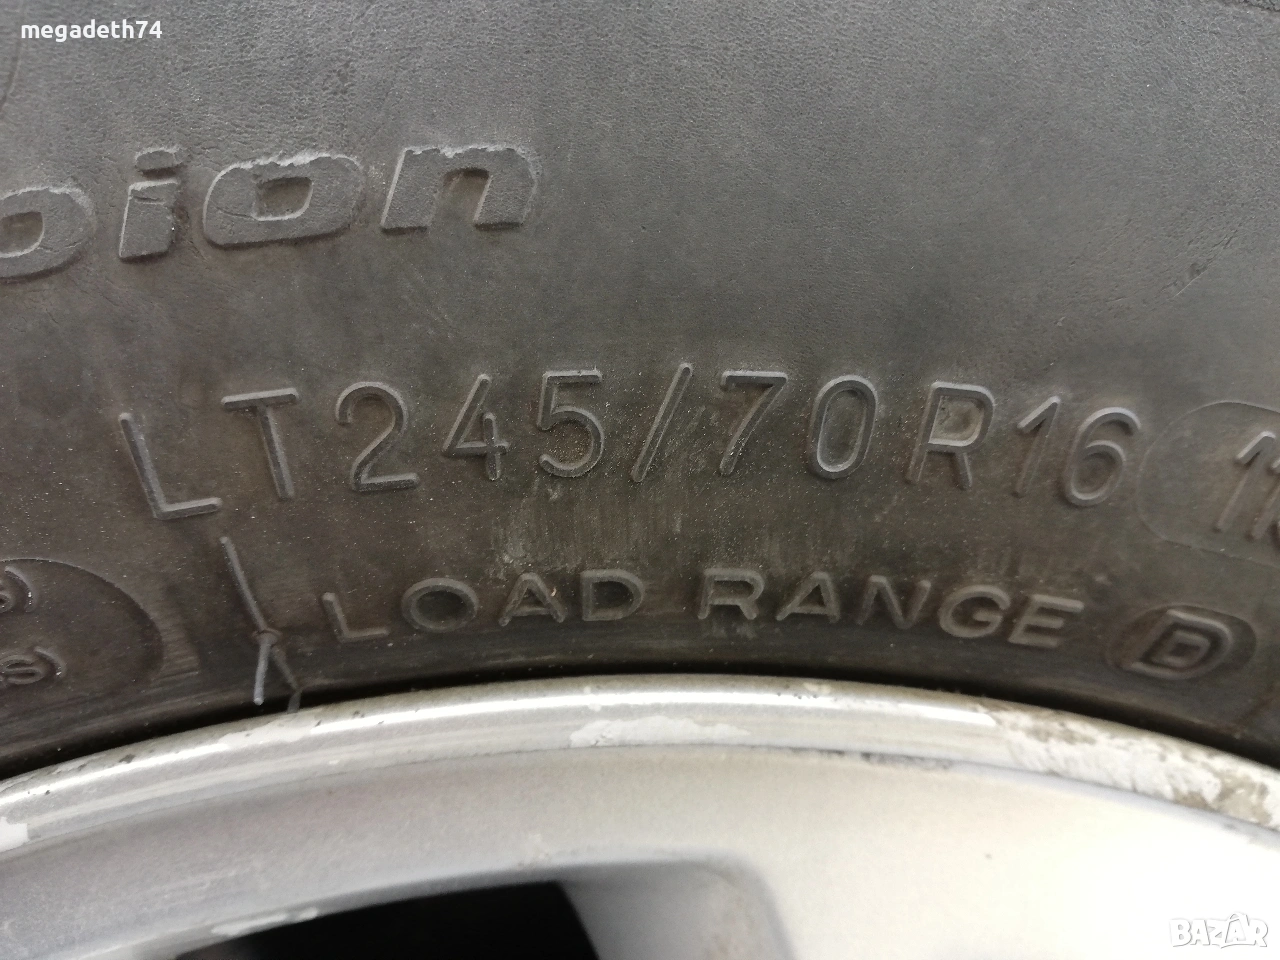 megadeth74
pion
LT245/70R16
LOAD RANGE D
BAZAR